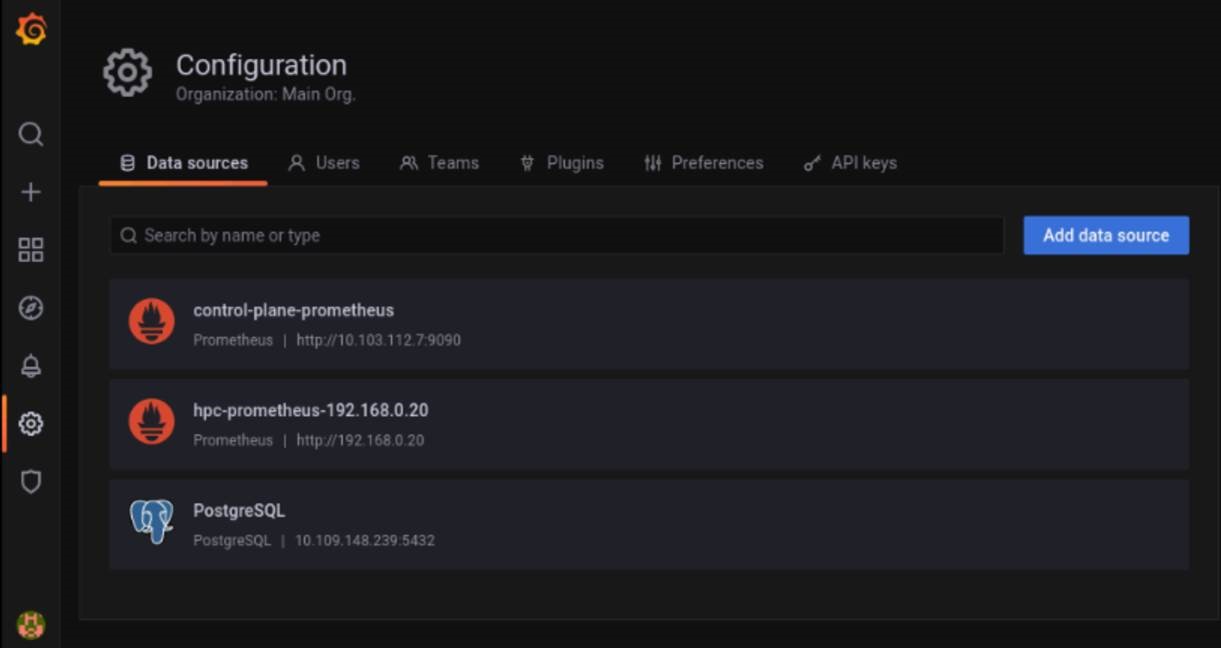 Configuration
Organization: Main Org.
Data sources Users Teams Plugins Preferences API keys
Search by name or type Add data source
control-plane-prometheus
Prometheus | http://10.103.112.7:9090
hpc-prometheus-192.168.0.20
Prometheus | http://192.168.0.20
PostgreSQL
PostgreSQL | 10.109.148.239:5432